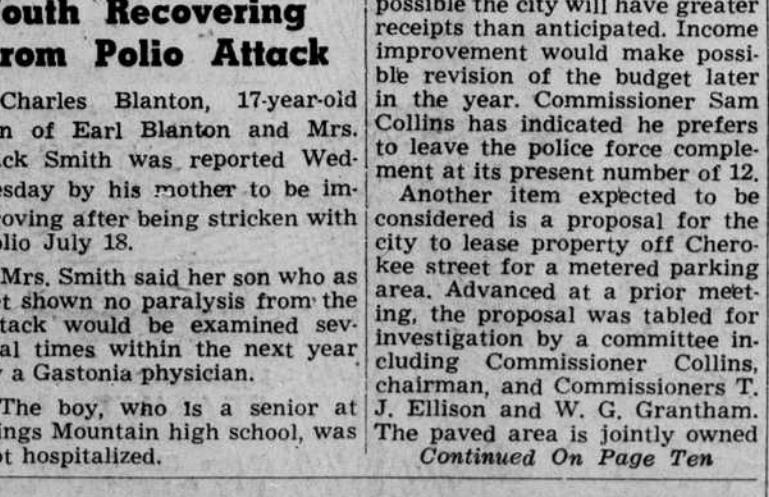 outh Recovering
rom Polio Attack
Charles Blanton, 17-year-old
n of Earl Blanton and Mrs.
ck Smith was reported Wed-
esday by his mother to be im-
roving after being stricken with
olio July 18.
Mrs. Smith said her son who as
t shown no paralysis from the
tack would be examined sev-
al times within the next year
a Gastonia physician.
The boy, who is a senior at
ings Mountain high school, was
t hospitalized.
possible the city will have greater
receipts than anticipated. Income
improvement would make possi-
ble revision of the budget later
in the year. Commissioner Sam
Collins has indicated he prefers
to leave the police force comple-
ment at its present number of 12.
Another item expected to be
considered is a proposal for the
city to lease property off Chero-
kee street for a metered parking
area. Advanced at a prior meet-
ing, the proposal was tabled for
investigation by a committee in-
cluding Commissioner Collins,
chairman, and Commissioners T.
J. Ellison and W. G. Grantham.
The paved area is jointly owned
Continued On Page Ten